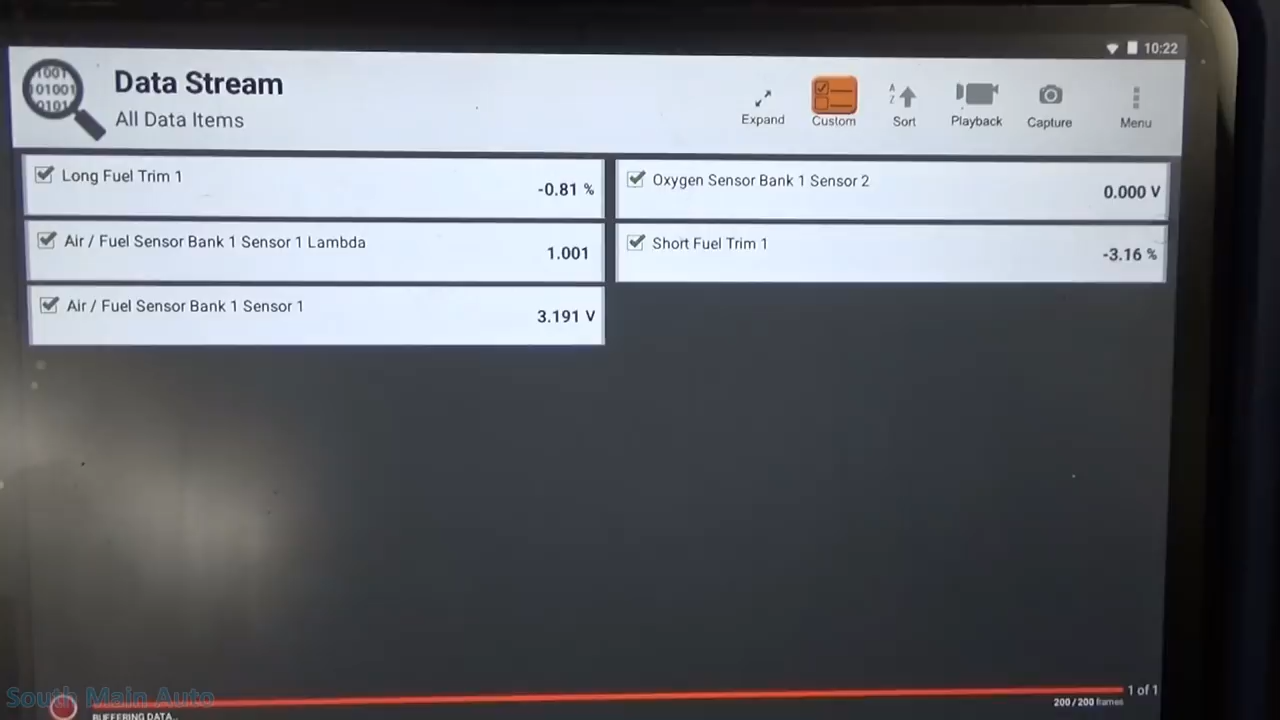 10:22
1001
101001
0101
Data Stream
All Data Items
Expand
Custom
A
Z
Sort
Playback
Capture
Menu
Long Fuel Trim 1
-0.81 %
Oxygen Sensor Bank 1 Sensor 2
0.000 V
Air / Fuel Sensor Bank 1 Sensor 1 Lambda
1.001
Short Fuel Trim 1
-3.16 %
Air / Fuel Sensor Bank 1 Sensor 1
3.191 V
1 of 1
200 / 200 frames
BUFFERING DATA..
South Main Auto